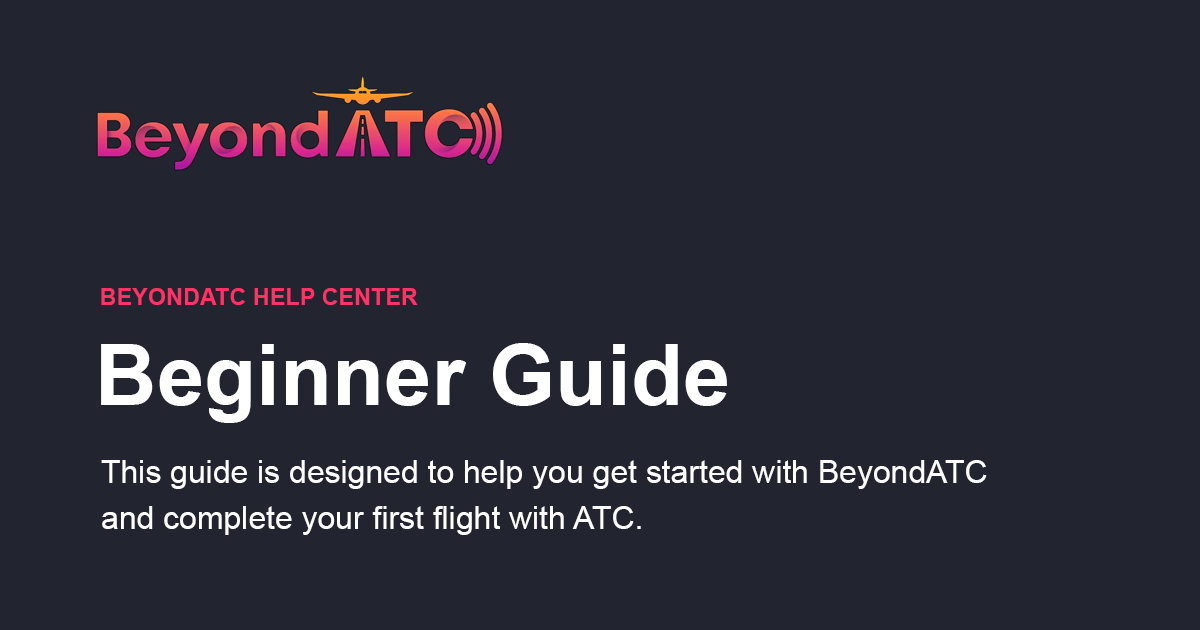 BeyondATC
BEYONDATC HELP CENTER
Beginner Guide
This guide is designed to help you get started with BeyondATC
and complete your first flight with ATC.